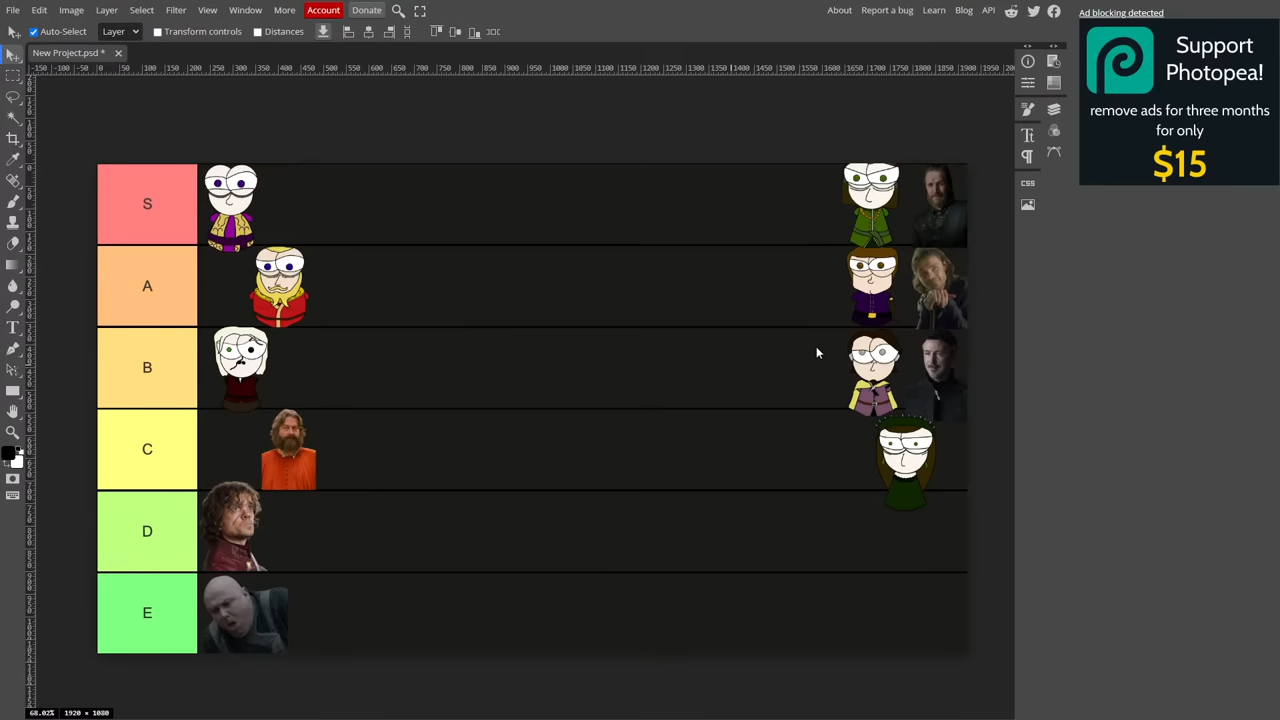 File Edit Image Layer Select Filter View Window More Account Donate
About Report a bug Learn Blog API
Auto-Select Layer Transform controls Distances
New Project.psd *
S
A
B
C
D
E
CSS
68.02% 1920 × 1080
Ad blocking detected
Support
Photopea!
remove ads for three months
for only
$15